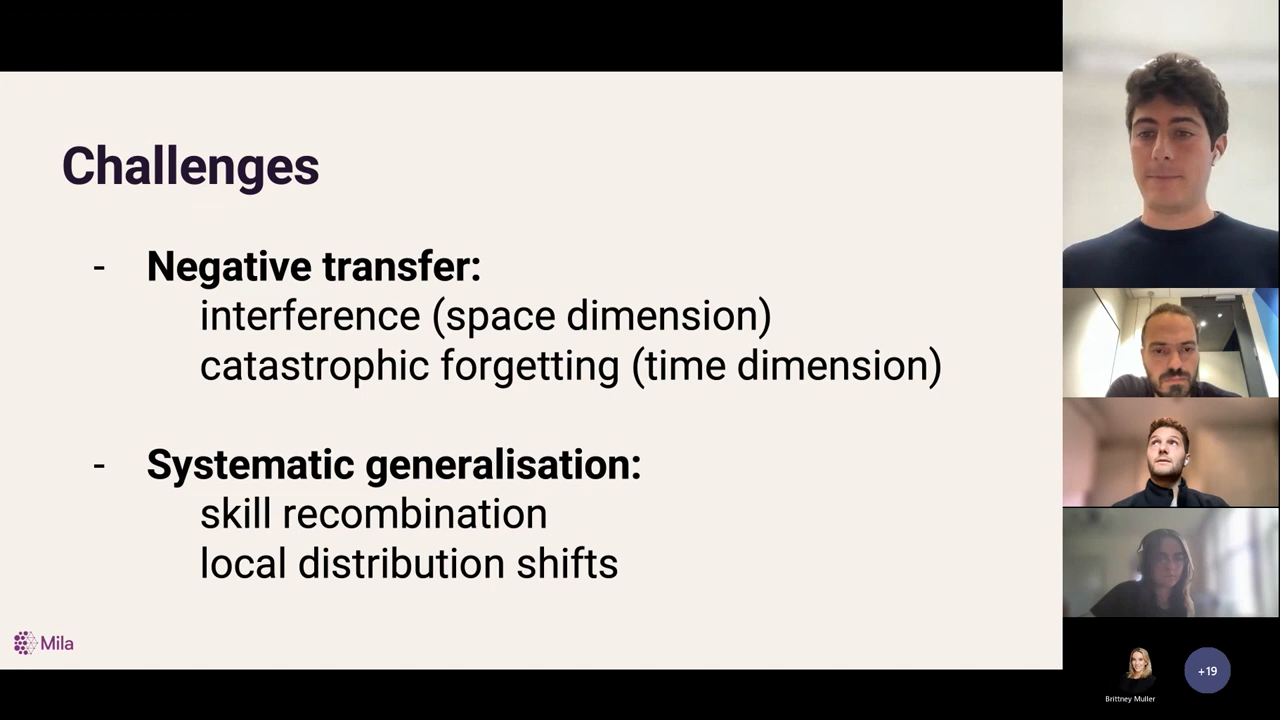 Challenges
- Negative transfer:
interference (space dimension)
catastrophic forgetting (time dimension)
- Systematic generalisation:
skill recombination
local distribution shifts
Mila
+19
Brittney Muller